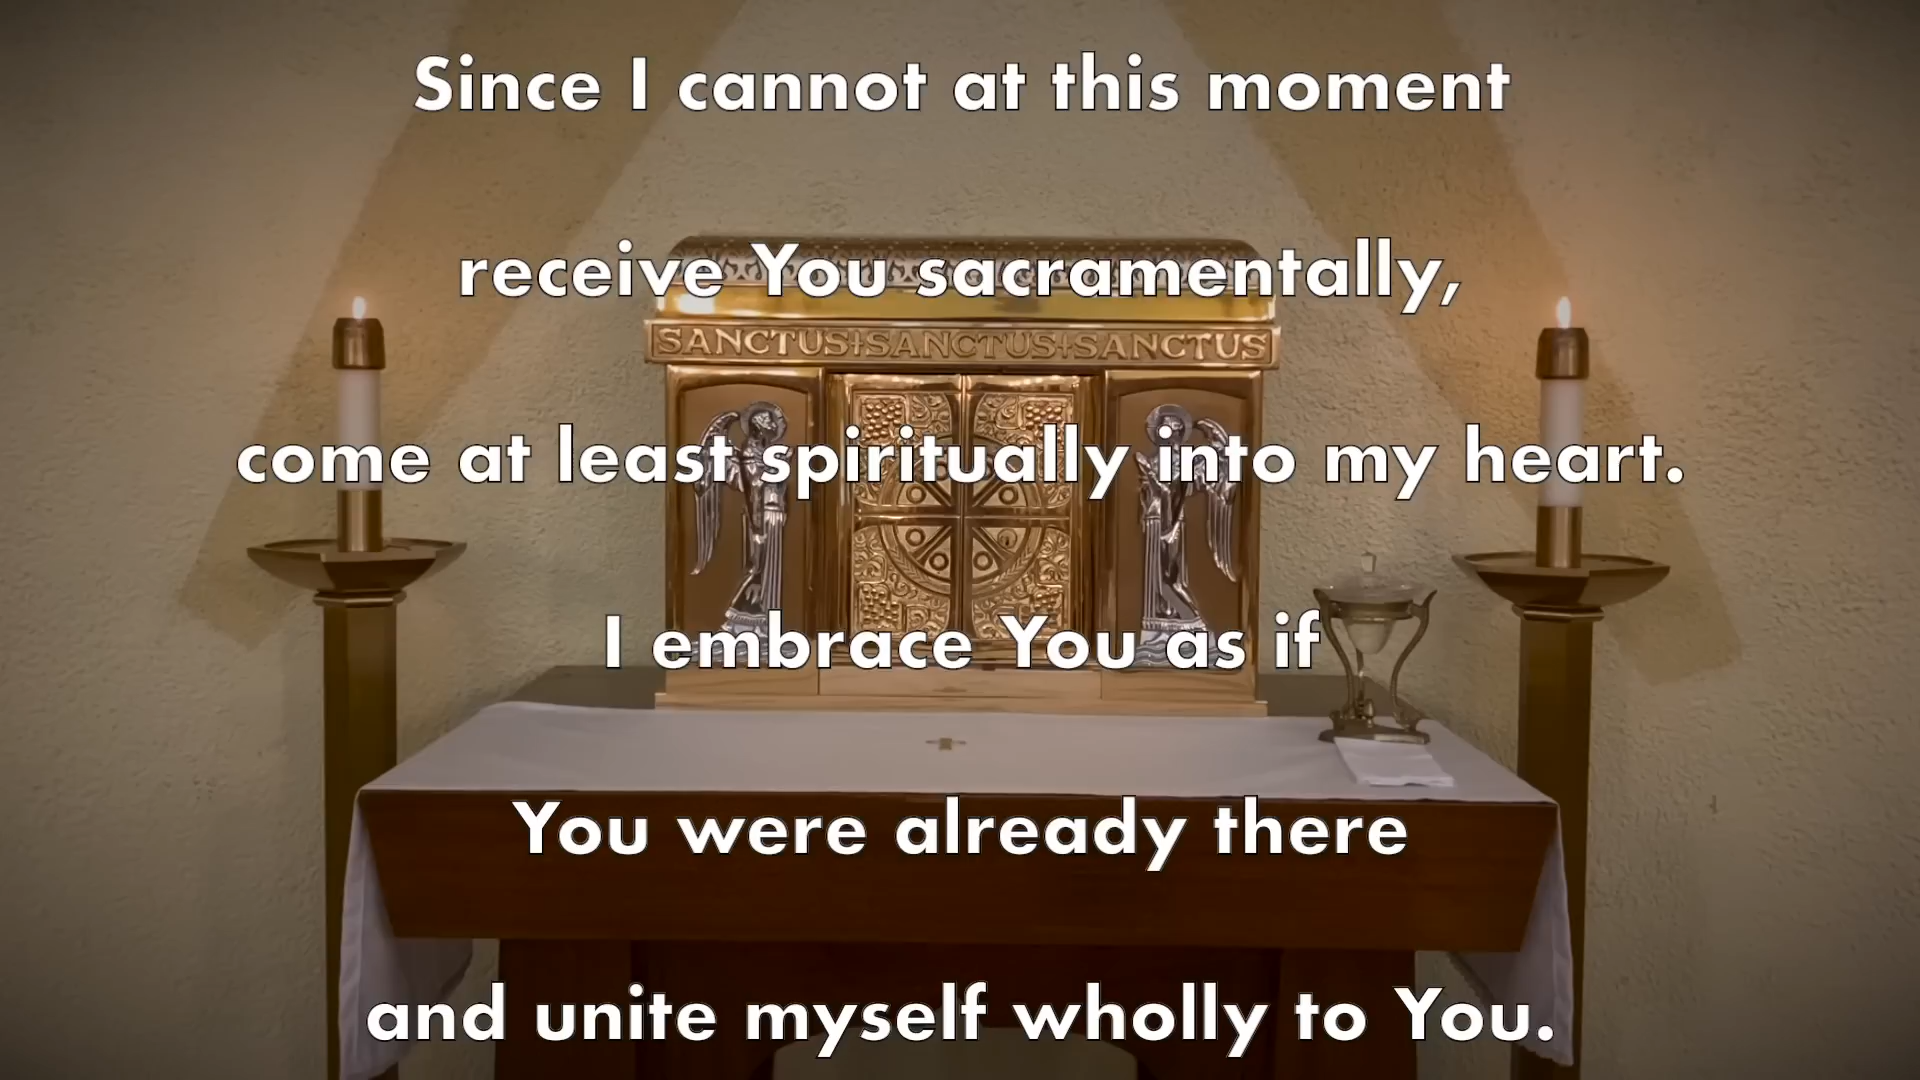 Since I cannot at this moment
receive You sacramentally,
SANCTUS+SANCTUS+SANCTUS
come at least spiritually into my heart.
I embrace You as if
You were already there
and unite myself wholly to You.